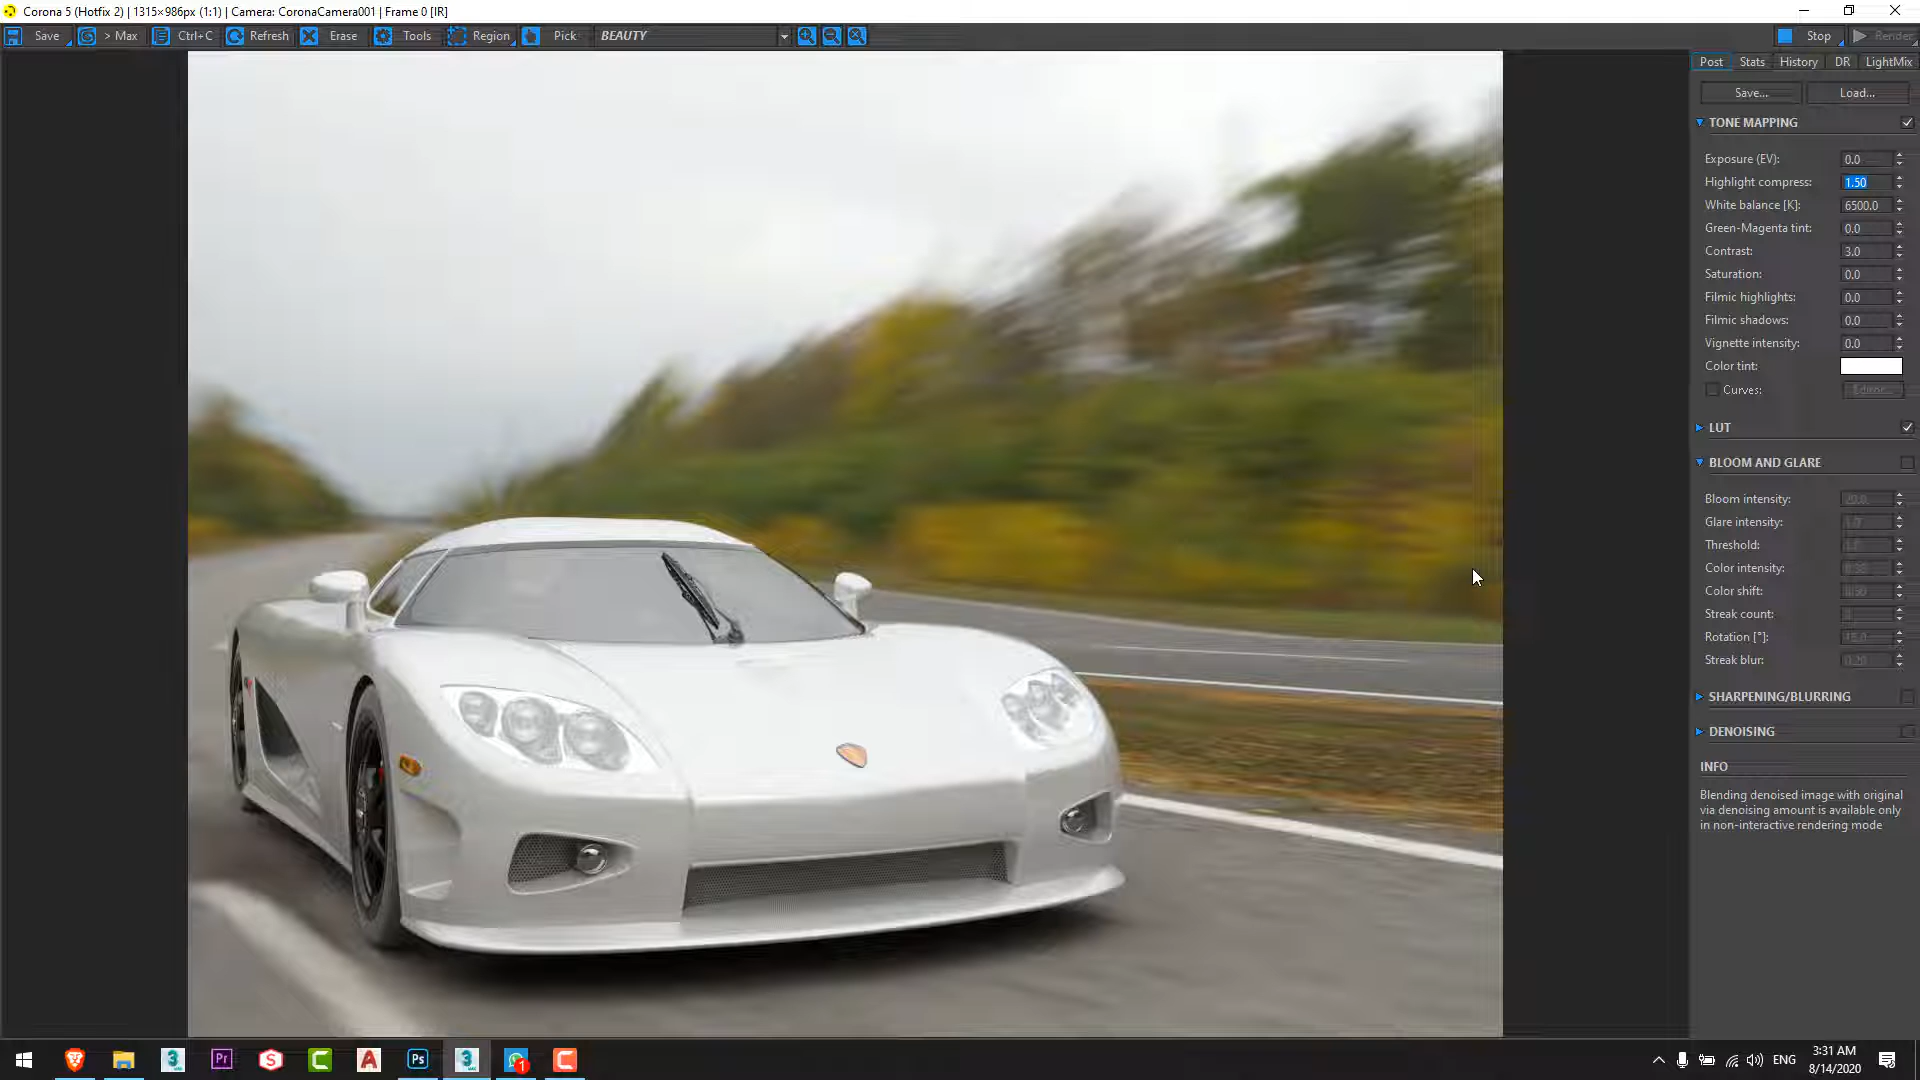 Corona 5 (Hotfix 2) | 1315×986px (1:1) | Camera: CoronaCamera001 | Frame 0 [IR]
Save > Max Ctrl+C Refresh Erase Tools Region Pick BEAUTY Stop Render
Post Stats History DR LightMix
Save... Load...
TONE MAPPING
Exposure (EV): 0.0
Highlight compress: 1.50
White balance [K]: 6500.0
Green-Magenta tint: 0.0
Contrast: 3.0
Saturation: 0.0
Filmic highlights: 0.0
Filmic shadows: 0.0
Vignette intensity: 0.0
Color tint:
Curves: Editor...
LUT
BLOOM AND GLARE
Bloom intensity:
Glare intensity:
Threshold:
Color intensity:
Color shift:
Streak count:
Rotation [°]:
Streak blur:
SHARPENING/BLURRING
DENOISING
INFO
Blending denoised image with original
via denoising amount is available only
in non-interactive rendering mode
Pr
Ps
1
ENG
3:31 AM
8/14/2020